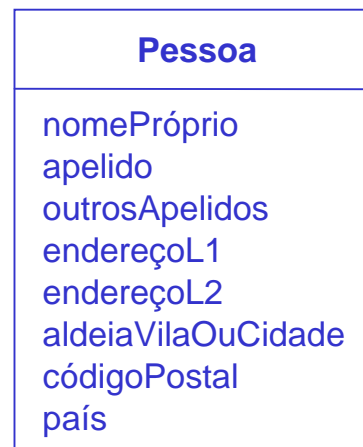 Pessoa
nomePróprio
apelido
outrosApelidos
endereçoL1
endereçoL2
aldeiaVilaOuCidade
códigoPostal
país